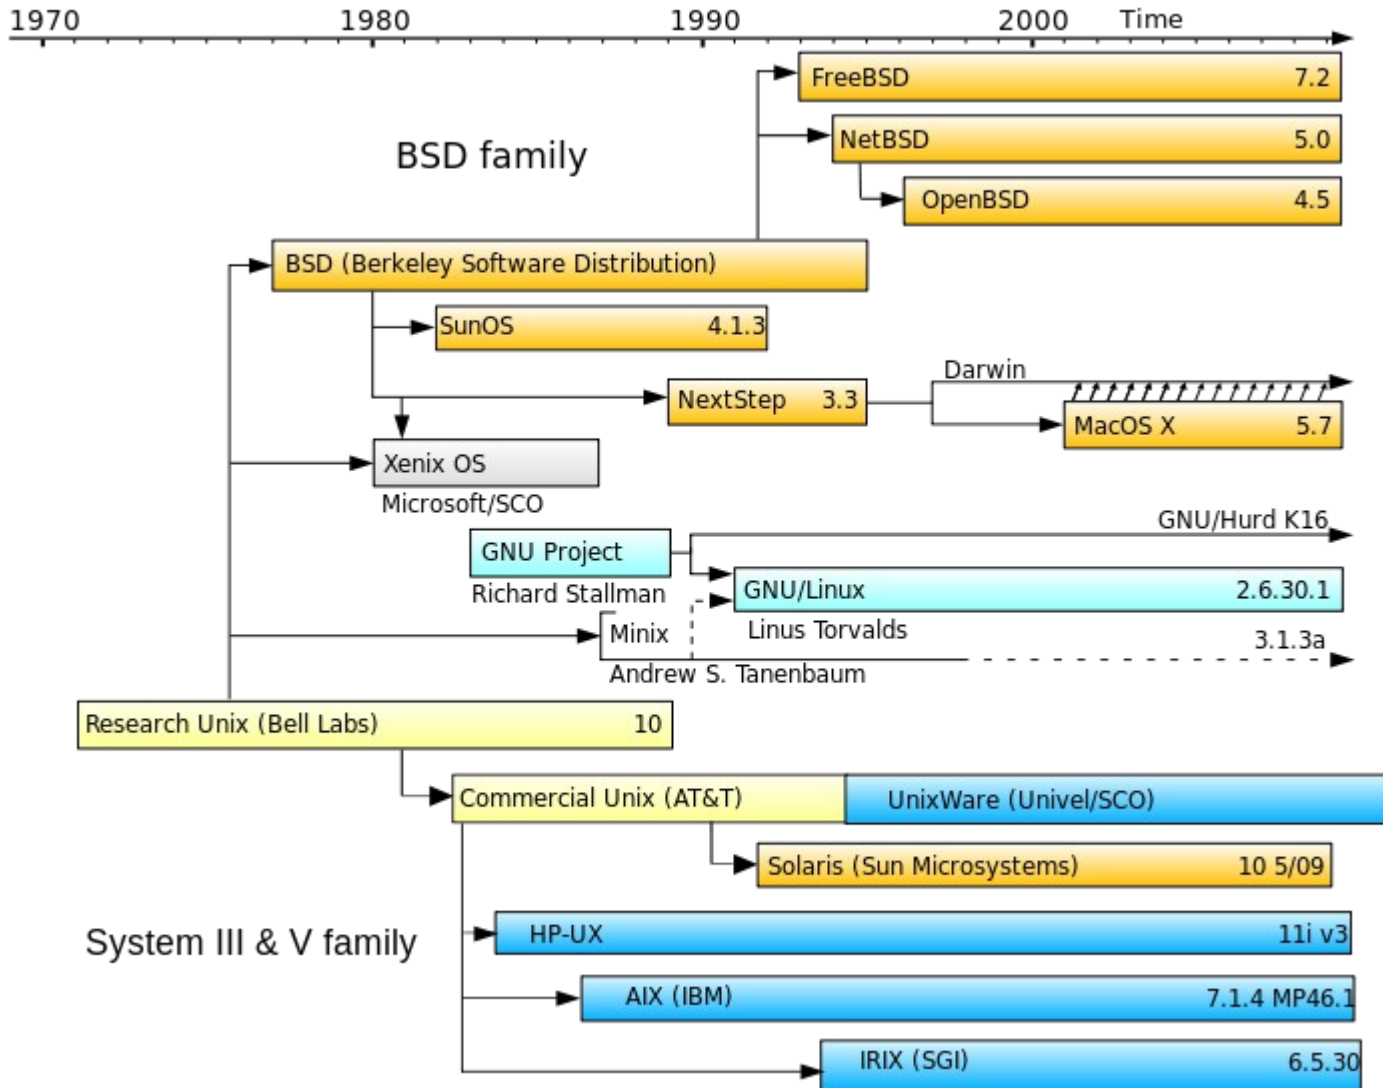 1970 1980 1990 2000 Time
FreeBSD 7.2
NetBSD 5.0
BSD family
OpenBSD 4.5
BSD (Berkeley Software Distribution)
SunOS 4.1.3
Darwin
NextStep 3.3
MacOS X 5.7
Xenix OS
Microsoft/SCO
GNU/Hurd K16
GNU Project
GNU/Linux 2.6.30.1
Richard Stallman
Linus Torvalds
Minix
3.1.3a
Andrew S. Tanenbaum
Research Unix (Bell Labs) 10
Commercial Unix (AT&T)
UnixWare (Univel/SCO)
Solaris (Sun Microsystems) 10 5/09
System III & V family
HP-UX 11i v3
AIX (IBM) 7.1.4 MP46.1
IRIX (SGI) 6.5.30